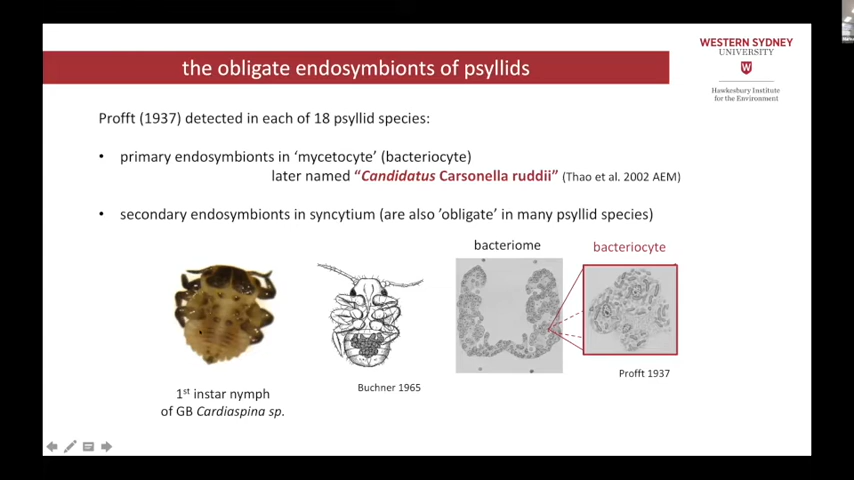 WESTERN SYDNEY
UNIVERSITY
W
Hawkesbury Institute
for the Environment
the obligate endosymbionts of psyllids
Profft (1937) detected in each of 18 psyllid species:
• primary endosymbionts in ‘mycetocyte’ (bacteriocyte)
later named “Candidatus Carsonella ruddii” (Thao et al. 2002 AEM)
• secondary endosymbionts in syncytium (are also ’obligate’ in many psyllid species)
bacteriome
bacteriocyte
1st instar nymph
of GB Cardiaspina sp.
Buchner 1965
Profft 1937